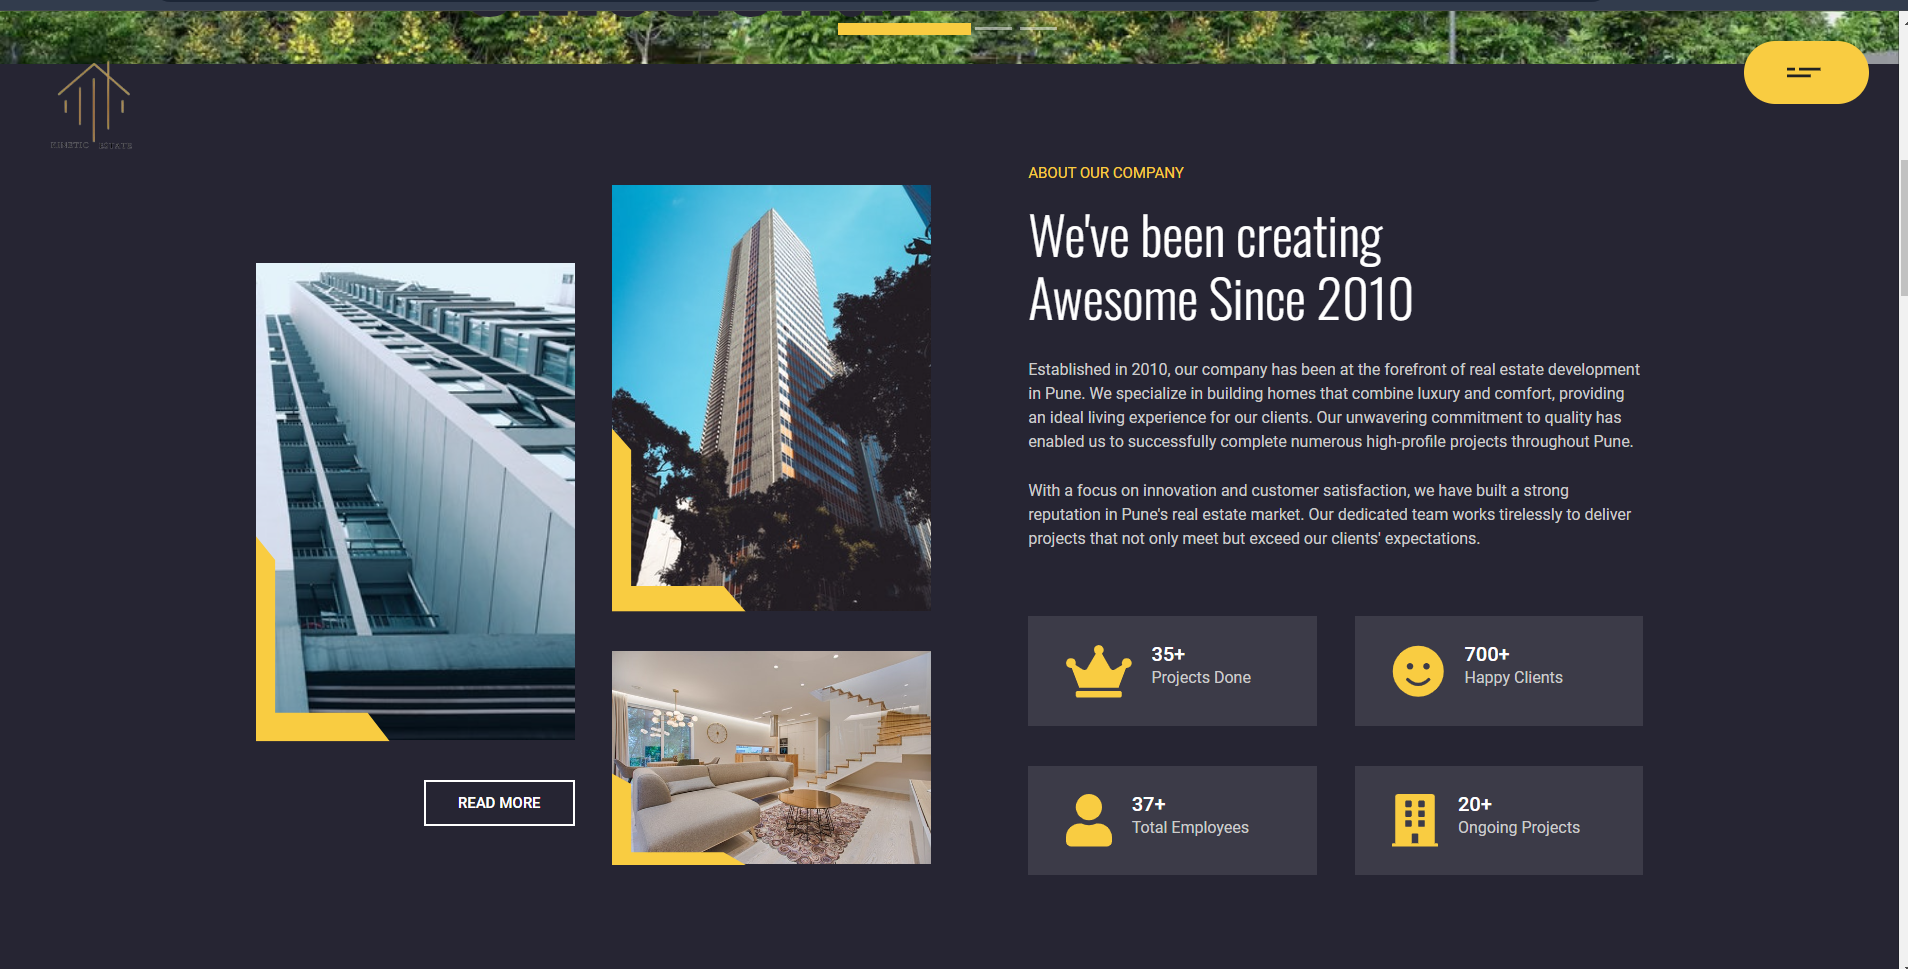 KINETIC ESTATE
ABOUT OUR COMPANY
We've been creating
Awesome Since 2010
Established in 2010, our company has been at the forefront of real estate development
in Pune. We specialize in building homes that combine luxury and comfort, providing
an ideal living experience for our clients. Our unwavering commitment to quality has
enabled us to successfully complete numerous high-profile projects throughout Pune.
With a focus on innovation and customer satisfaction, we have built a strong
reputation in Pune's real estate market. Our dedicated team works tirelessly to deliver
projects that not only meet but exceed our clients' expectations.
35+
Projects Done
700+
Happy Clients
37+
Total Employees
20+
Ongoing Projects
READ MORE